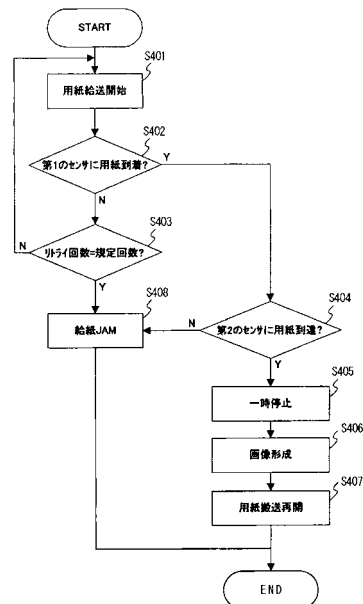 START
S401
用紙給送開始
S402
第1のセンサに用紙到着?
Y
N
S403
リトライ回数=規定回数?
N
Y
S408
給紙JAM
S404
第2のセンサに用紙到達?
N
Y
S405
一時停止
S406
画像形成
S407
用紙搬送再開
END